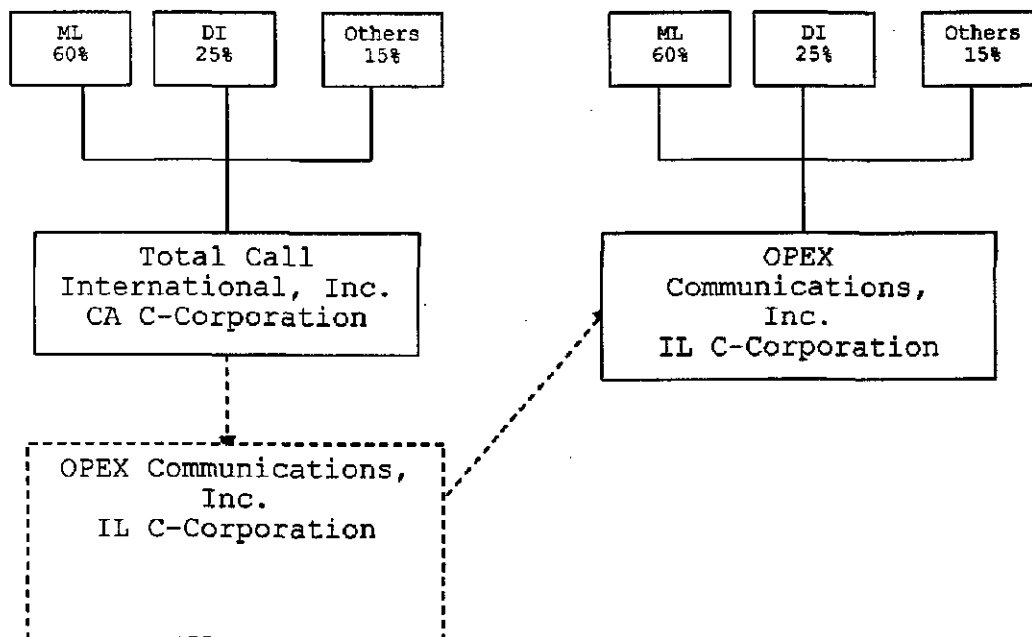 ML
60%
DI
25%
Others
15%
ML
60%
DI
25%
Others
15%
Total Call
International, Inc.
CA C-Corporation
OPEX
Communications,
Inc.
IL C-Corporation
OPEX Communications,
Inc.
IL C-Corporation